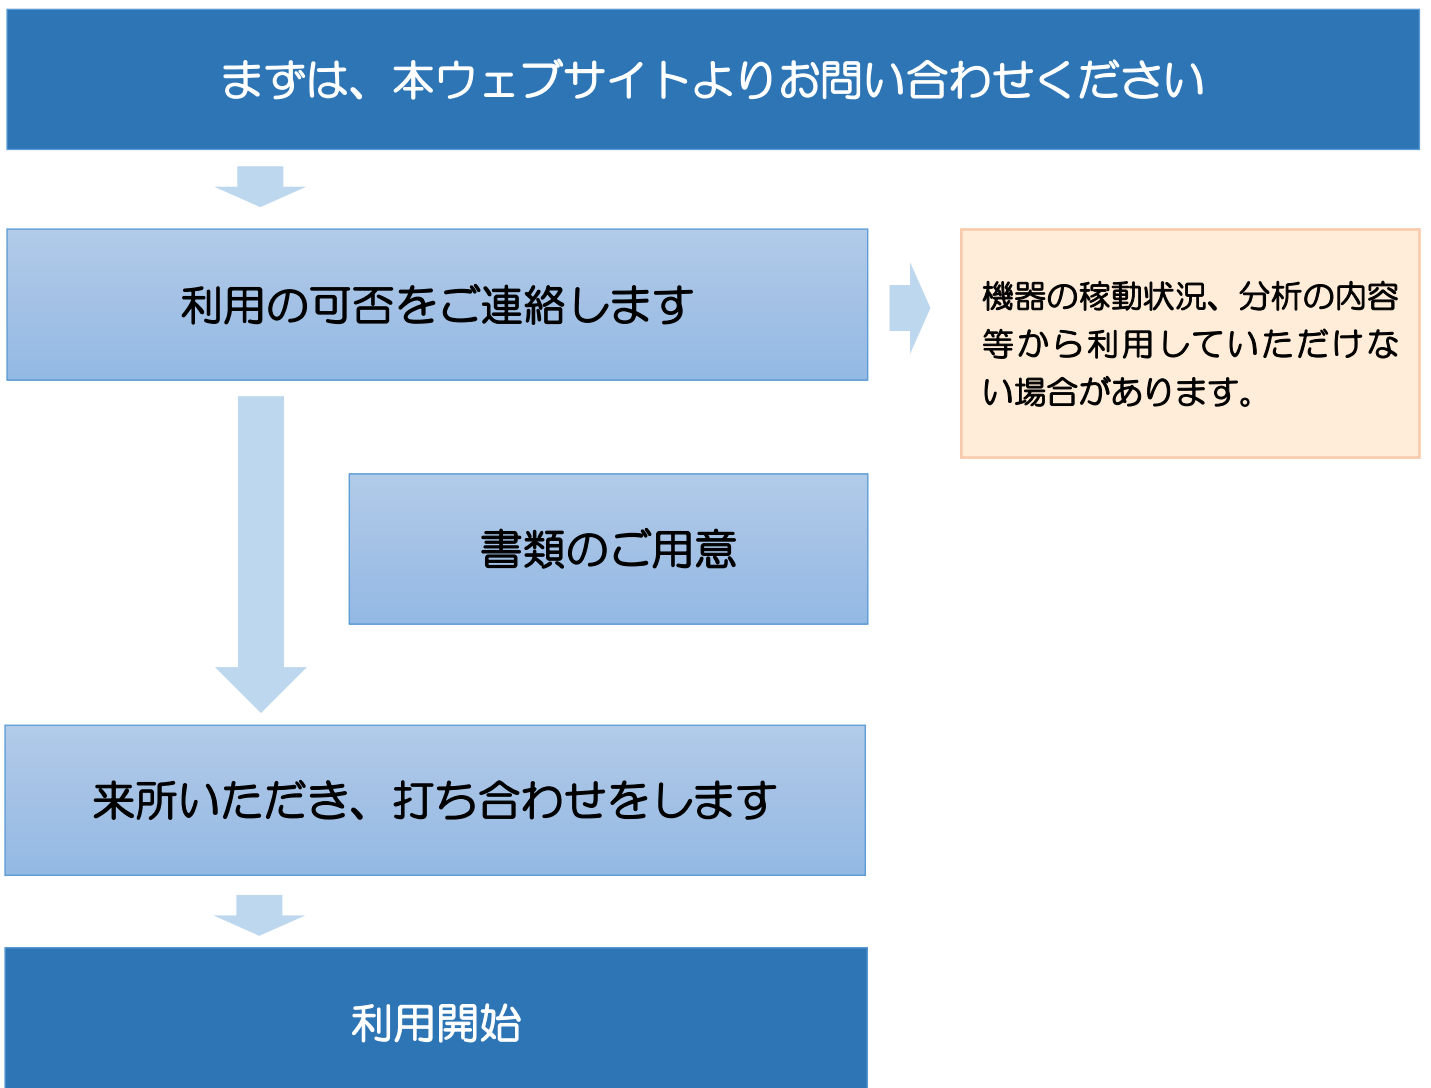 まずは、本ウェブサイトよりお問い合わせください
利用の可否をご連絡します
機器の稼動状況、分析の内容
等から利用していただけな
い場合があります。
書類のご用意
来所いただき、打ち合わせをします
利用開始